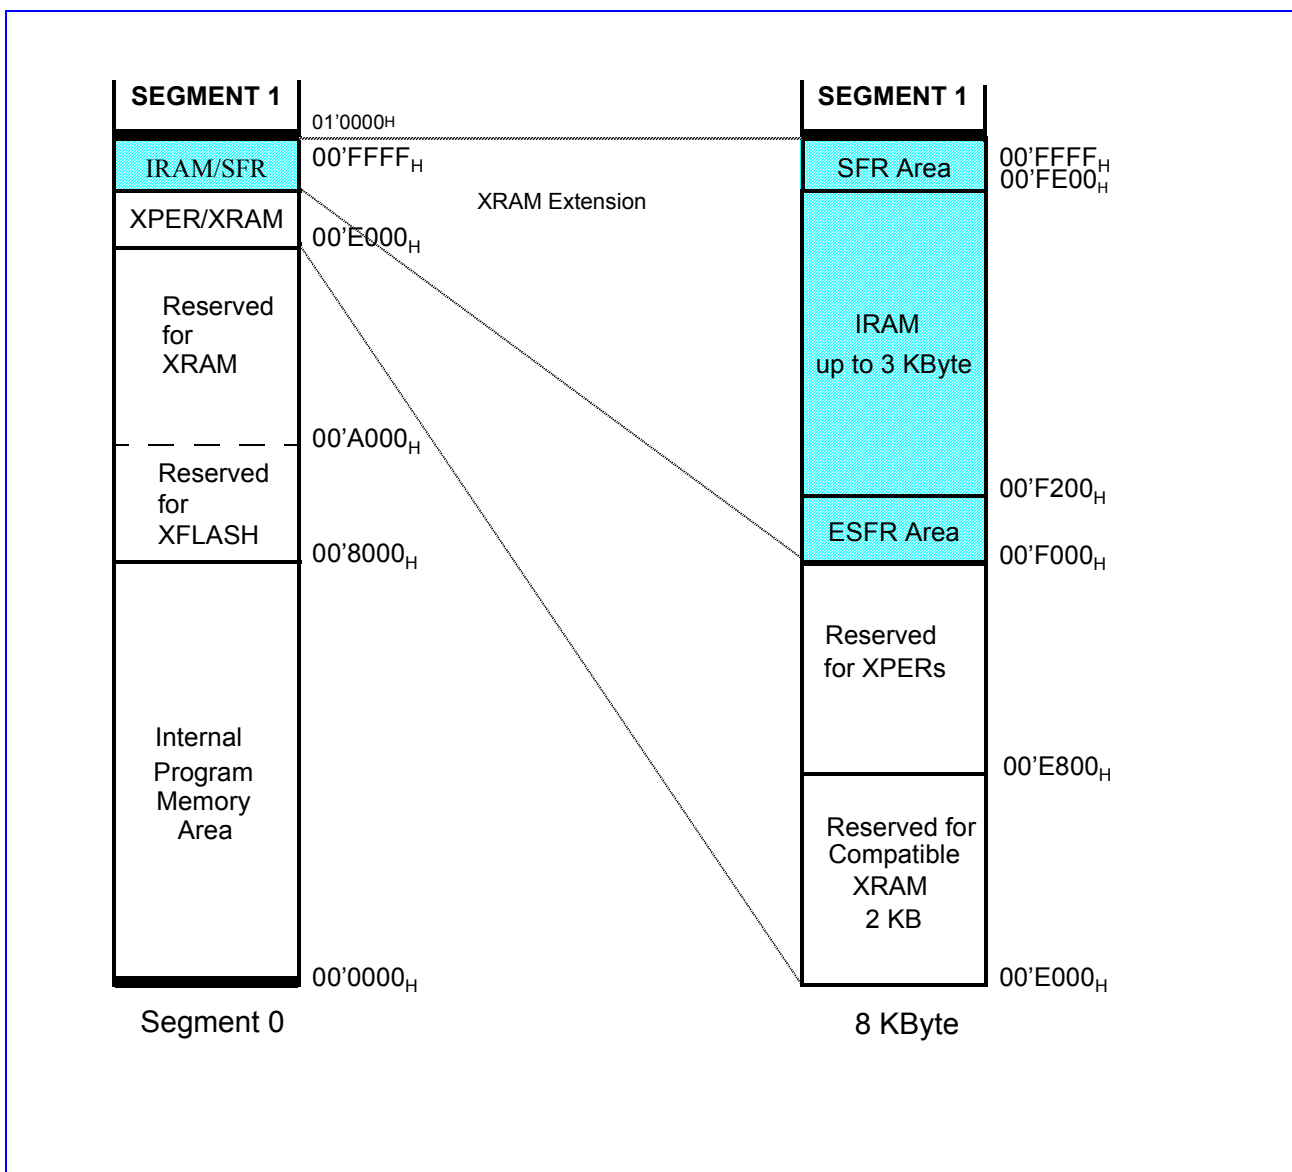 SEGMENT 1
01'0000H
IRAM/SFR
00'FFFFH
XPER/XRAM
00'E000H
Reserved
for
XRAM
00'A000H
Reserved
for
XFLASH
00'8000H
Internal
Program
Memory
Area
00'0000H
Segment 0
XRAM Extension
SEGMENT 1
SFR Area
00'FFFFH
00'FE00H
IRAM
up to 3 KByte
00'F200H
ESFR Area
00'F000H
Reserved
for XPERs
00'E800H
Reserved for
Compatible
XRAM
2 KB
00'E000H
8 KByte